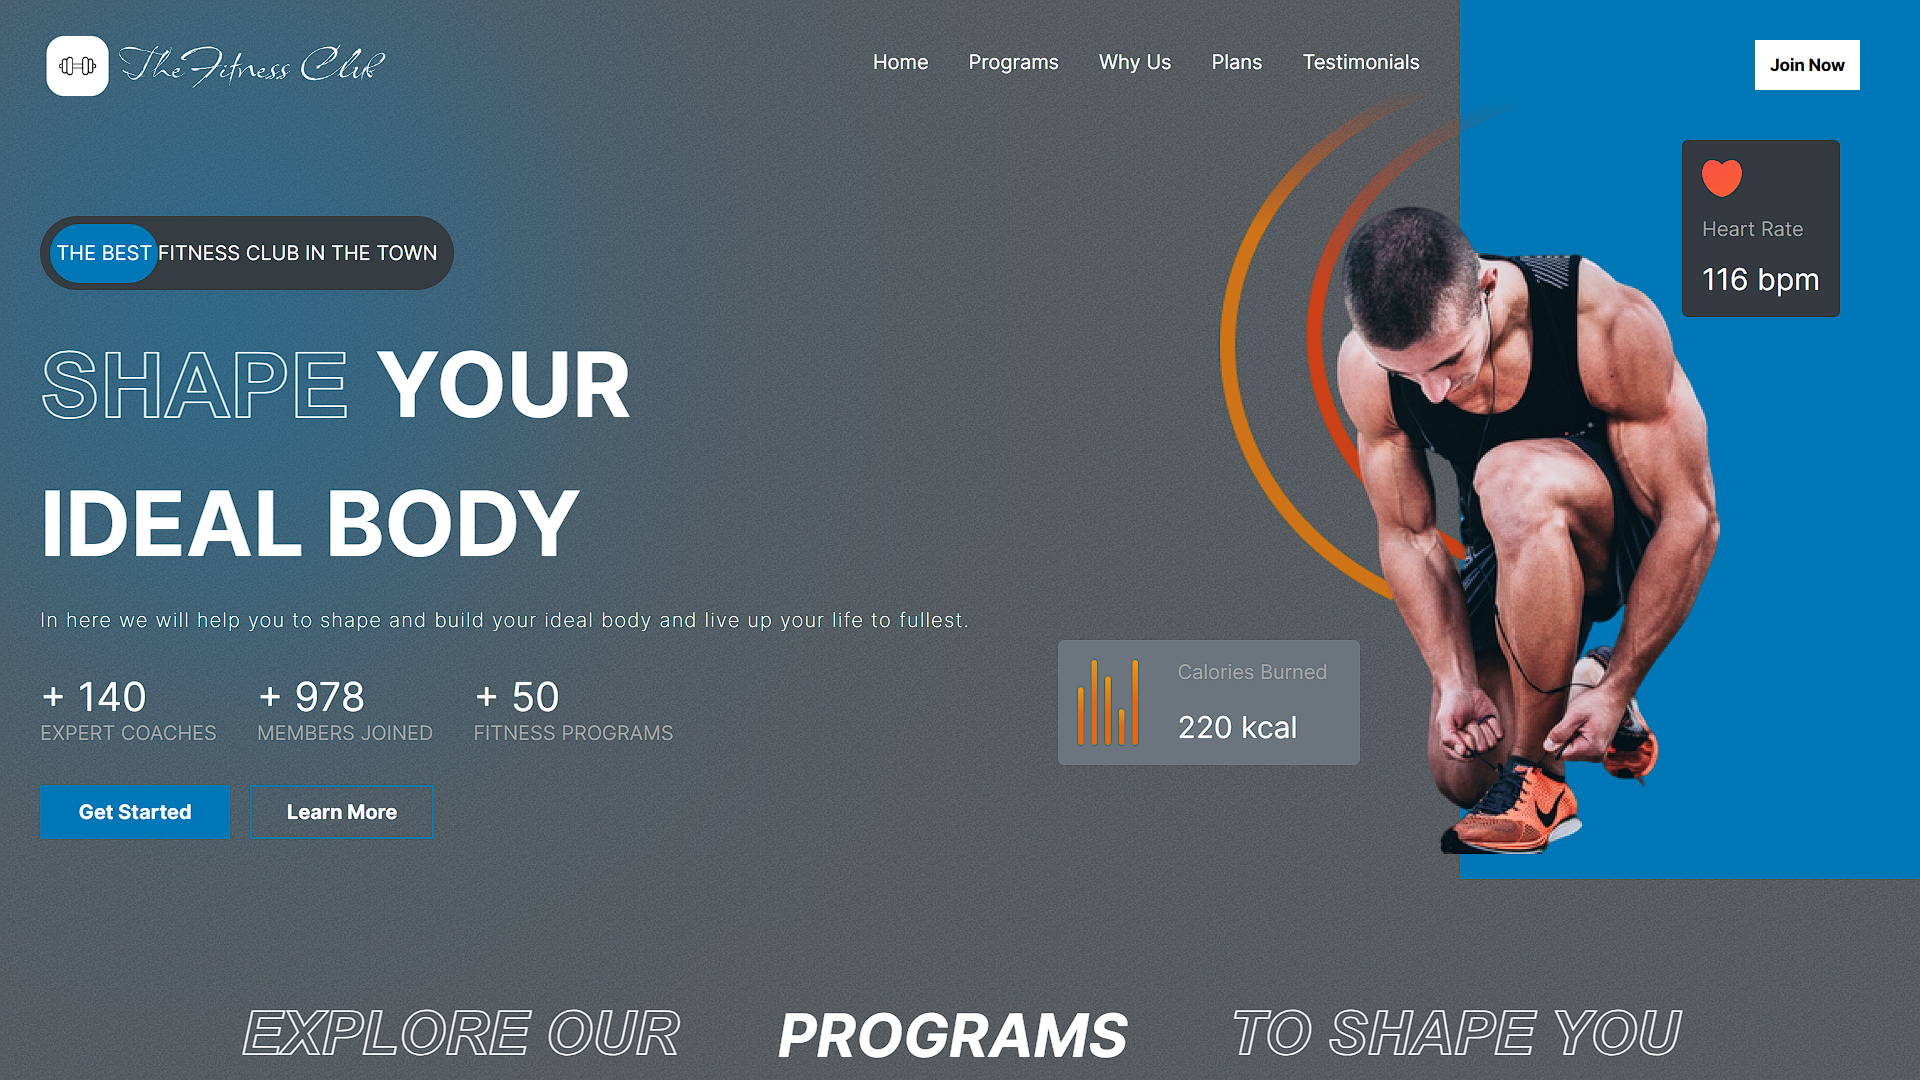 The Fitness Club
Home Programs Why Us Plans Testimonials
Join Now
Heart Rate
116 bpm
THE BEST FITNESS CLUB IN THE TOWN
SHAPE YOUR
IDEAL BODY
In here we will help you to shape and build your ideal body and live up your life to fullest.
+ 140
EXPERT COACHES
+ 978
MEMBERS JOINED
+ 50
FITNESS PROGRAMS
Calories Burned
220 kcal
Get Started
Learn More
EXPLORE OUR PROGRAMS TO SHAPE YOU